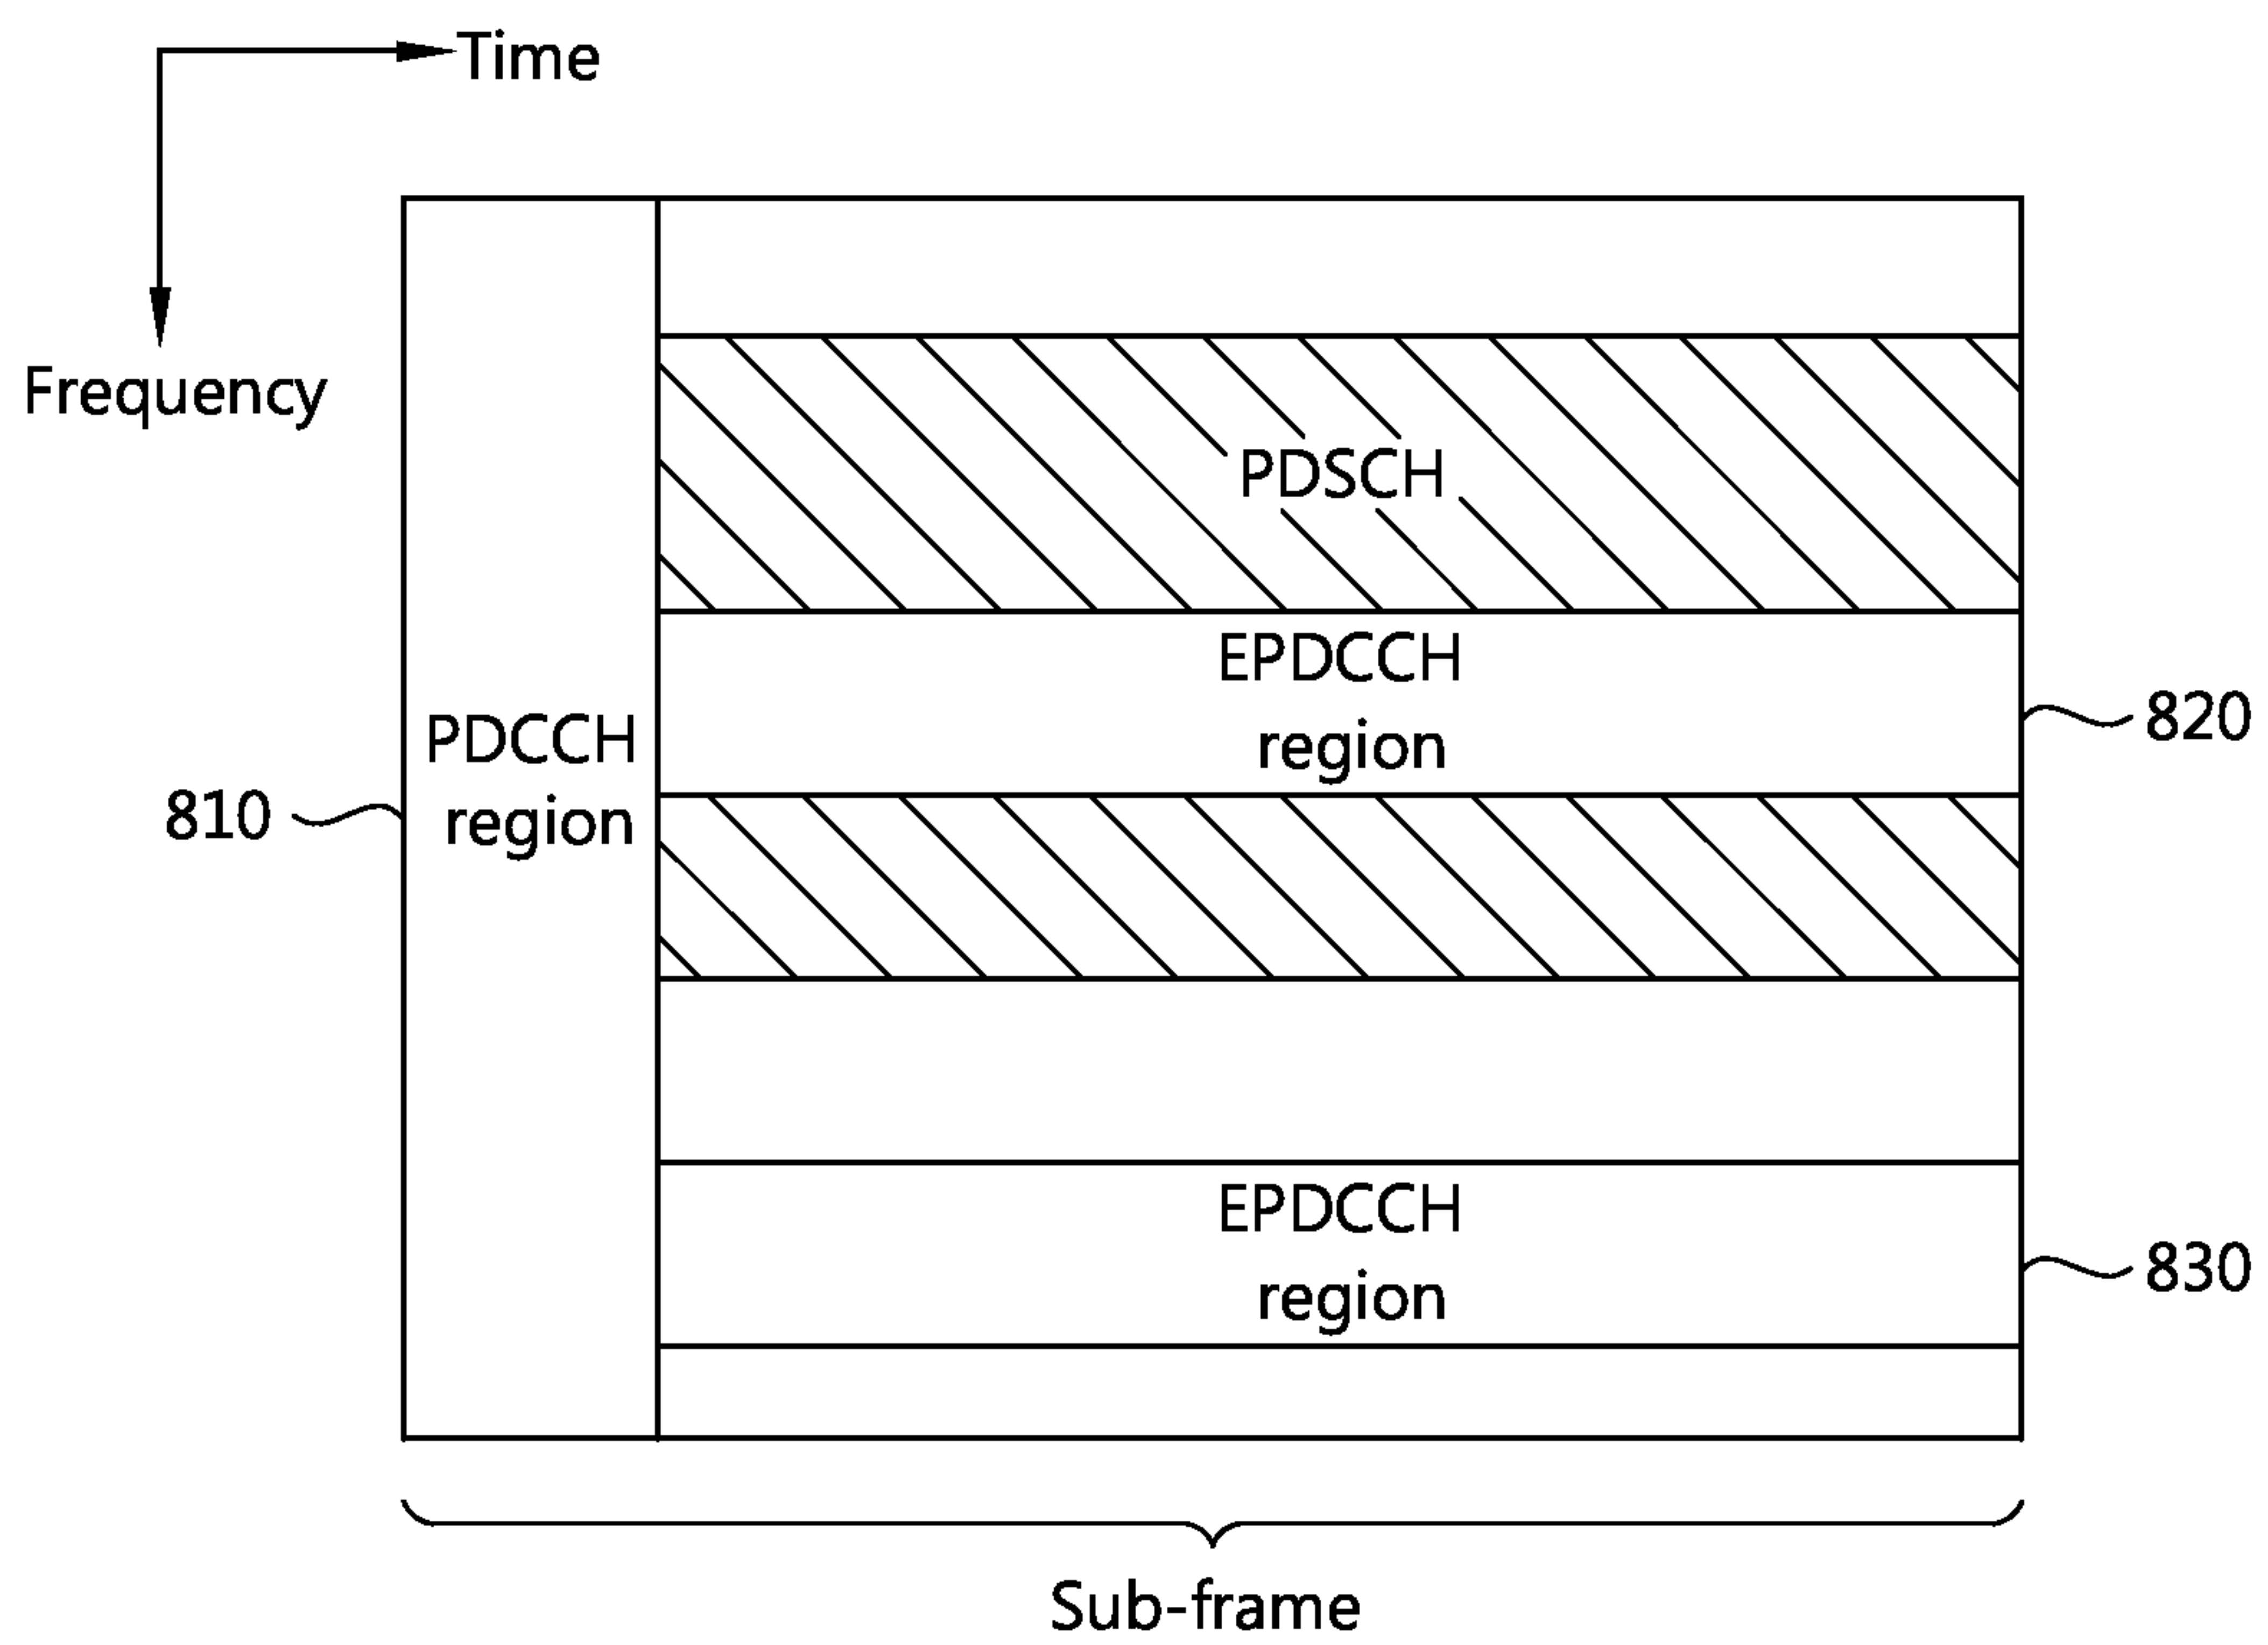 Time
Frequency
PDSCH
EPDCCH
region
820
PDCCH
region
810
EPDCCH
region
830
Sub-frame